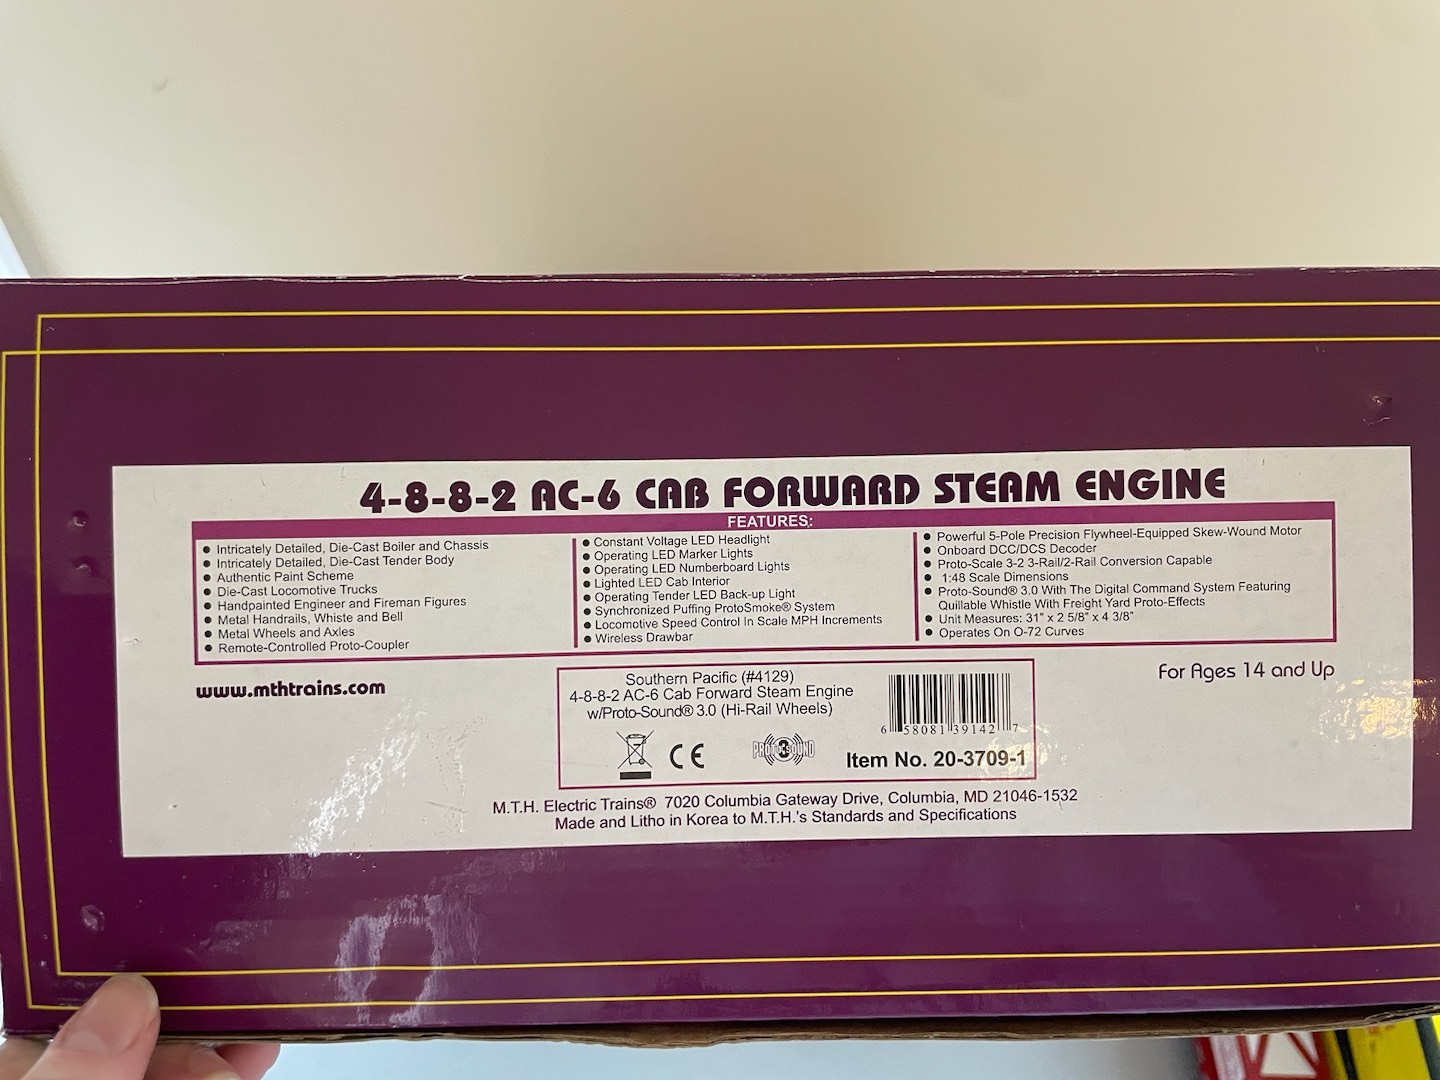 4-8-8-2 AC-6 CAB FORWARD STEAM ENGINE
FEATURES:
● Intricately Detailed, Die-Cast Boiler and Chassis
● Intricately Detailed, Die-Cast Tender Body
● Authentic Paint Scheme
● Die-Cast Locomotive Trucks
● Handpainted Engineer and Fireman Figures
● Metal Handrails, Whiste and Bell
● Metal Wheels and Axles
● Remote-Controlled Proto-Coupler
● Constant Voltage LED Headlight
● Operating LED Marker Lights
● Operating LED Numberboard Lights
● Lighted LED Cab Interior
● Operating Tender LED Back-up Light
● Synchronized Puffing ProtoSmoke® System
● Locomotive Speed Control In Scale MPH Increments
● Wireless Drawbar
● Powerful 5-Pole Precision Flywheel-Equipped Skew-Wound Motor
● Onboard DCC/DCS Decoder
● Proto-Scale 3-2 3-Rail/2-Rail Conversion Capable
● 1:48 Scale Dimensions
● Proto-Sound® 3.0 With The Digital Command System Featuring
Quillable Whistle With Freight Yard Proto-Effects
● Unit Measures: 31" x 2 5/8" x 4 3/8"
● Operates On O-72 Curves
www.mthtrains.com
For Ages 14 and Up
Southern Pacific (#4129)
4-8-8-2 AC-6 Cab Forward Steam Engine
w/Proto-Sound® 3.0 (Hi-Rail Wheels)
6 58081 39142 7
CE
PROTO 3 SOUND
Item No. 20-3709-1
M.T.H. Electric Trains® 7020 Columbia Gateway Drive, Columbia, MD 21046-1532
Made and Litho in Korea to M.T.H.'s Standards and Specifications